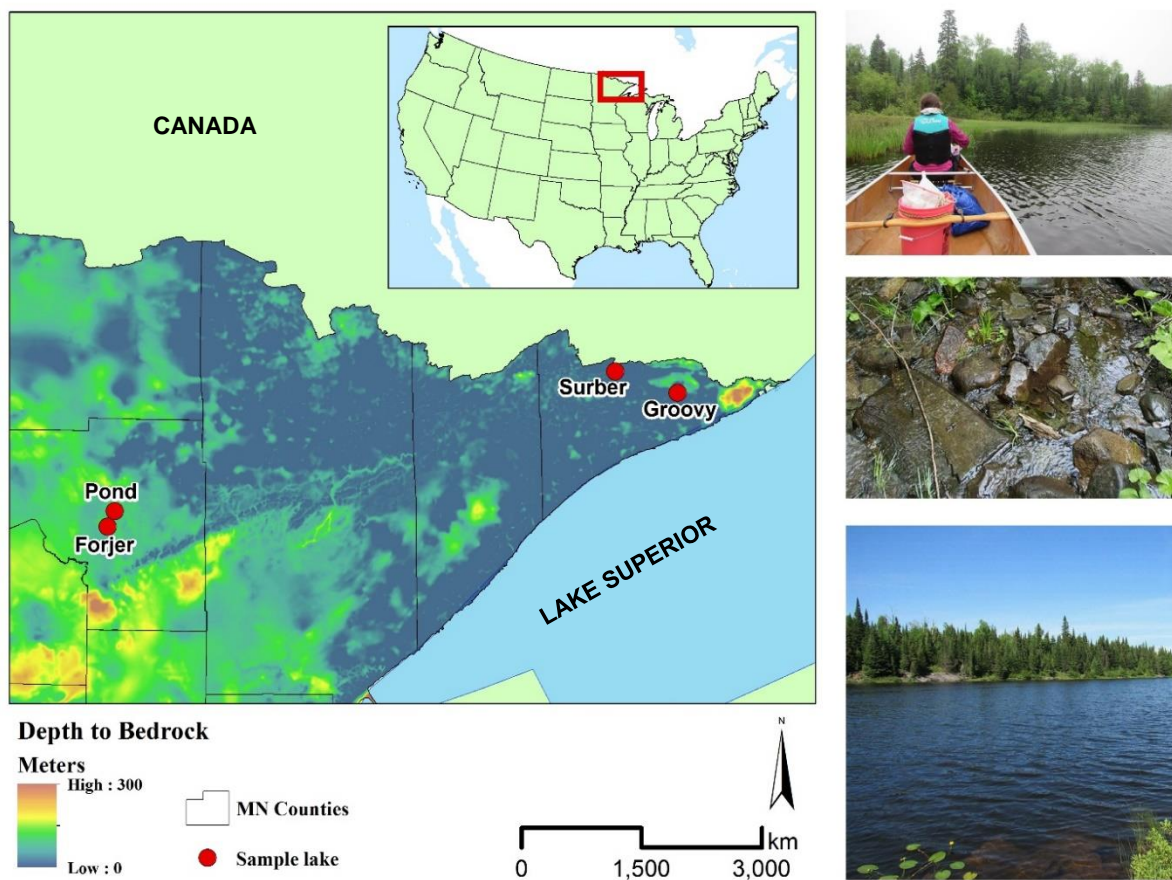 CANADA
Surber
Groovy
Pond
Forjer
LAKE SUPERIOR
Depth to Bedrock
Meters
High : 300
Low : 0
MN Counties
Sample lake
N
km
0 1,500 3,000